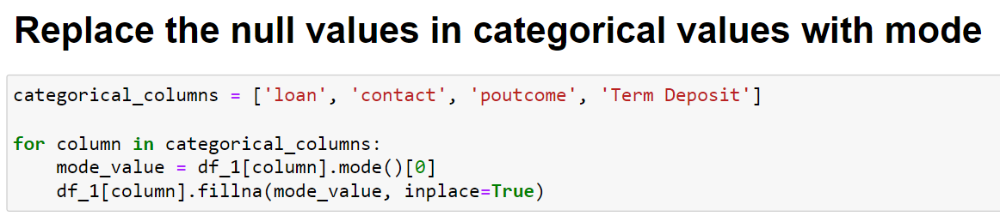 Replace the null values in categorical values with mode
categorical_columns = ['loan', 'contact', 'poutcome', 'Term Deposit']
for column in categorical_columns:
    mode_value = df_1[column].mode()[0]
    df_1[column].fillna(mode_value, inplace=True)